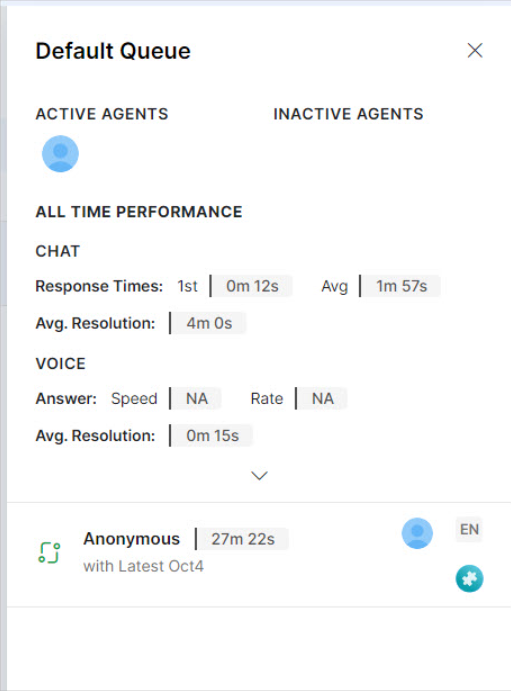 Default Queue
ACTIVE AGENTS INACTIVE AGENTS
ALL TIME PERFORMANCE
CHAT
Response Times: 1st 0m 12s Avg 1m 57s
Avg. Resolution: 4m 0s
VOICE
Answer: Speed NA Rate NA
Avg. Resolution: 0m 15s
Anonymous 27m 22s EN
with Latest Oct4